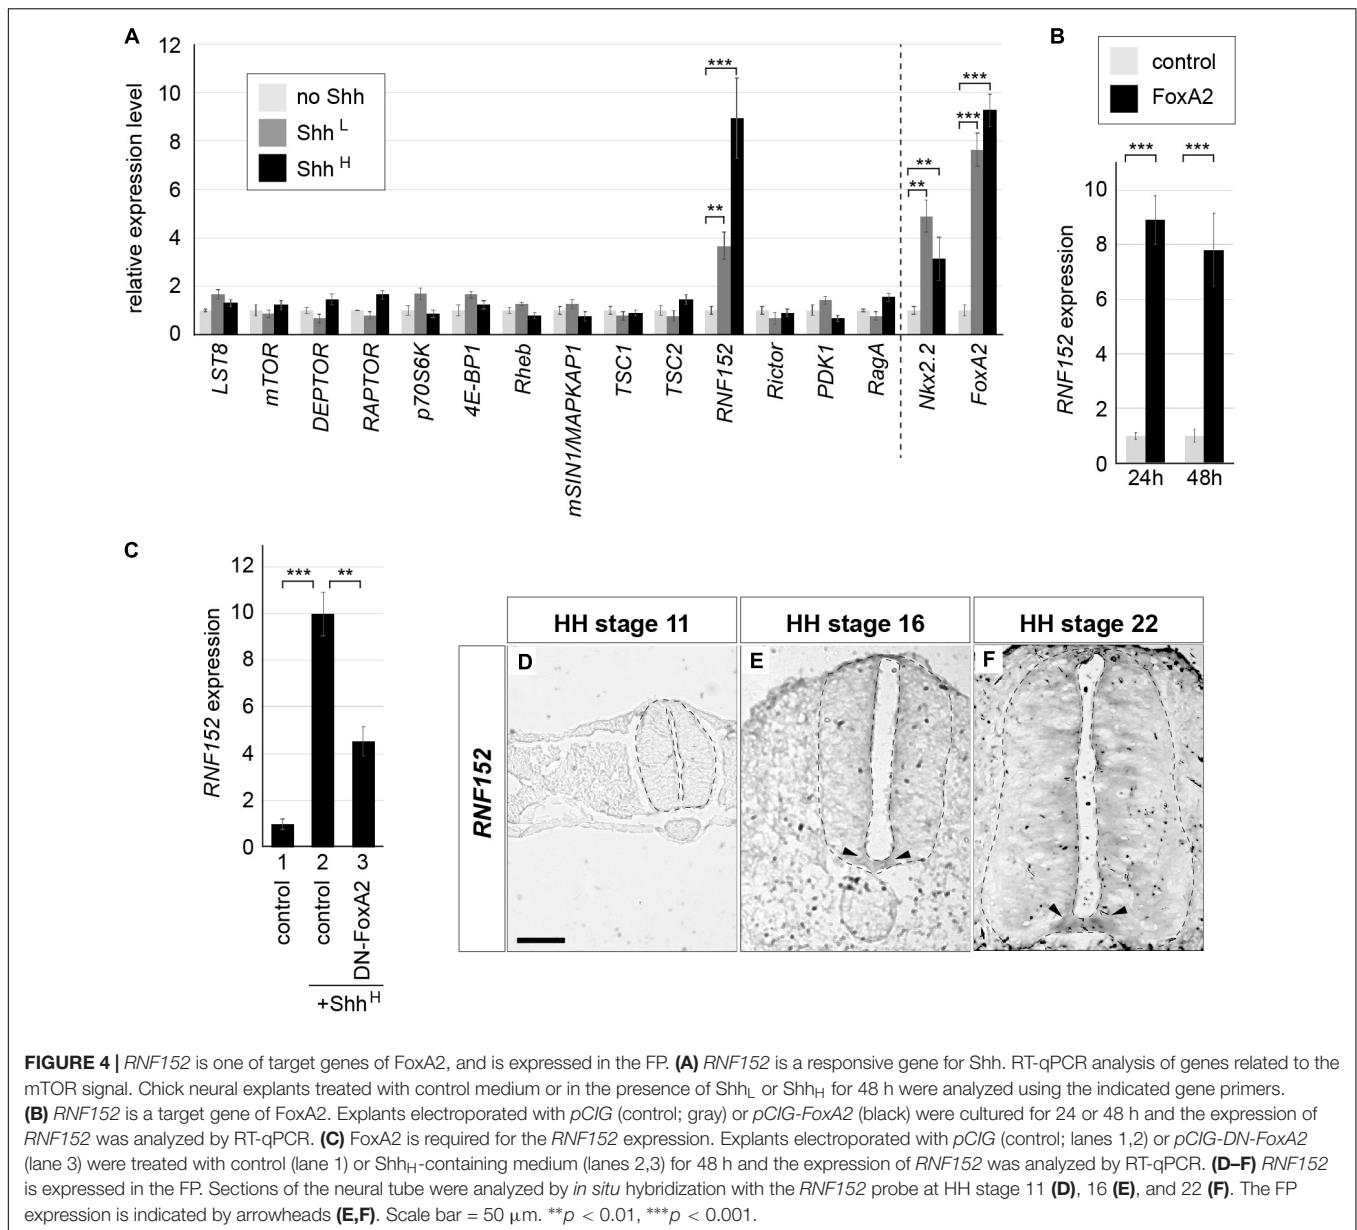 A
relative expression level
12
10
8
6
4
2
0
no Shh
Shh L
Shh H
***
**
**
**
***
***
LST8
mTOR
DEPTOR
RAPTOR
p70S6K
4E-BP1
Rheb
mSIN1/MAPKAP1
TSC1
TSC2
RNF152
Rictor
PDK1
RagA
Nkx2.2
FoxA2
B
control
FoxA2
*** ***
RNF152 expression
10
8
6
4
2
0
24h 48h
C
RNF152 expression
12
10
8
6
4
2
0
*** **
1 2 3
control
control
DN-FoxA2
+Shh H
HH stage 11 HH stage 16 HH stage 22
RNF152
D E F
FIGURE 4 | RNF152 is one of target genes of FoxA2, and is expressed in the FP. (A) RNF152 is a responsive gene for Shh. RT-qPCR analysis of genes related to the
mTOR signal. Chick neural explants treated with control medium or in the presence of ShhL or ShhH for 48 h were analyzed using the indicated gene primers.
(B) RNF152 is a target gene of FoxA2. Explants electroporated with pCIG (control; gray) or pCIG-FoxA2 (black) were cultured for 24 or 48 h and the expression of
RNF152 was analyzed by RT-qPCR. (C) FoxA2 is required for the RNF152 expression. Explants electroporated with pCIG (control; lanes 1,2) or pCIG-DN-FoxA2
(lane 3) were treated with control (lane 1) or ShhH-containing medium (lanes 2,3) for 48 h and the expression of RNF152 was analyzed by RT-qPCR. (D–F) RNF152
is expressed in the FP. Sections of the neural tube were analyzed by in situ hybridization with the RNF152 probe at HH stage 11 (D), 16 (E), and 22 (F). The FP
expression is indicated by arrowheads (E,F). Scale bar = 50 μm. **p < 0.01, ***p < 0.001.